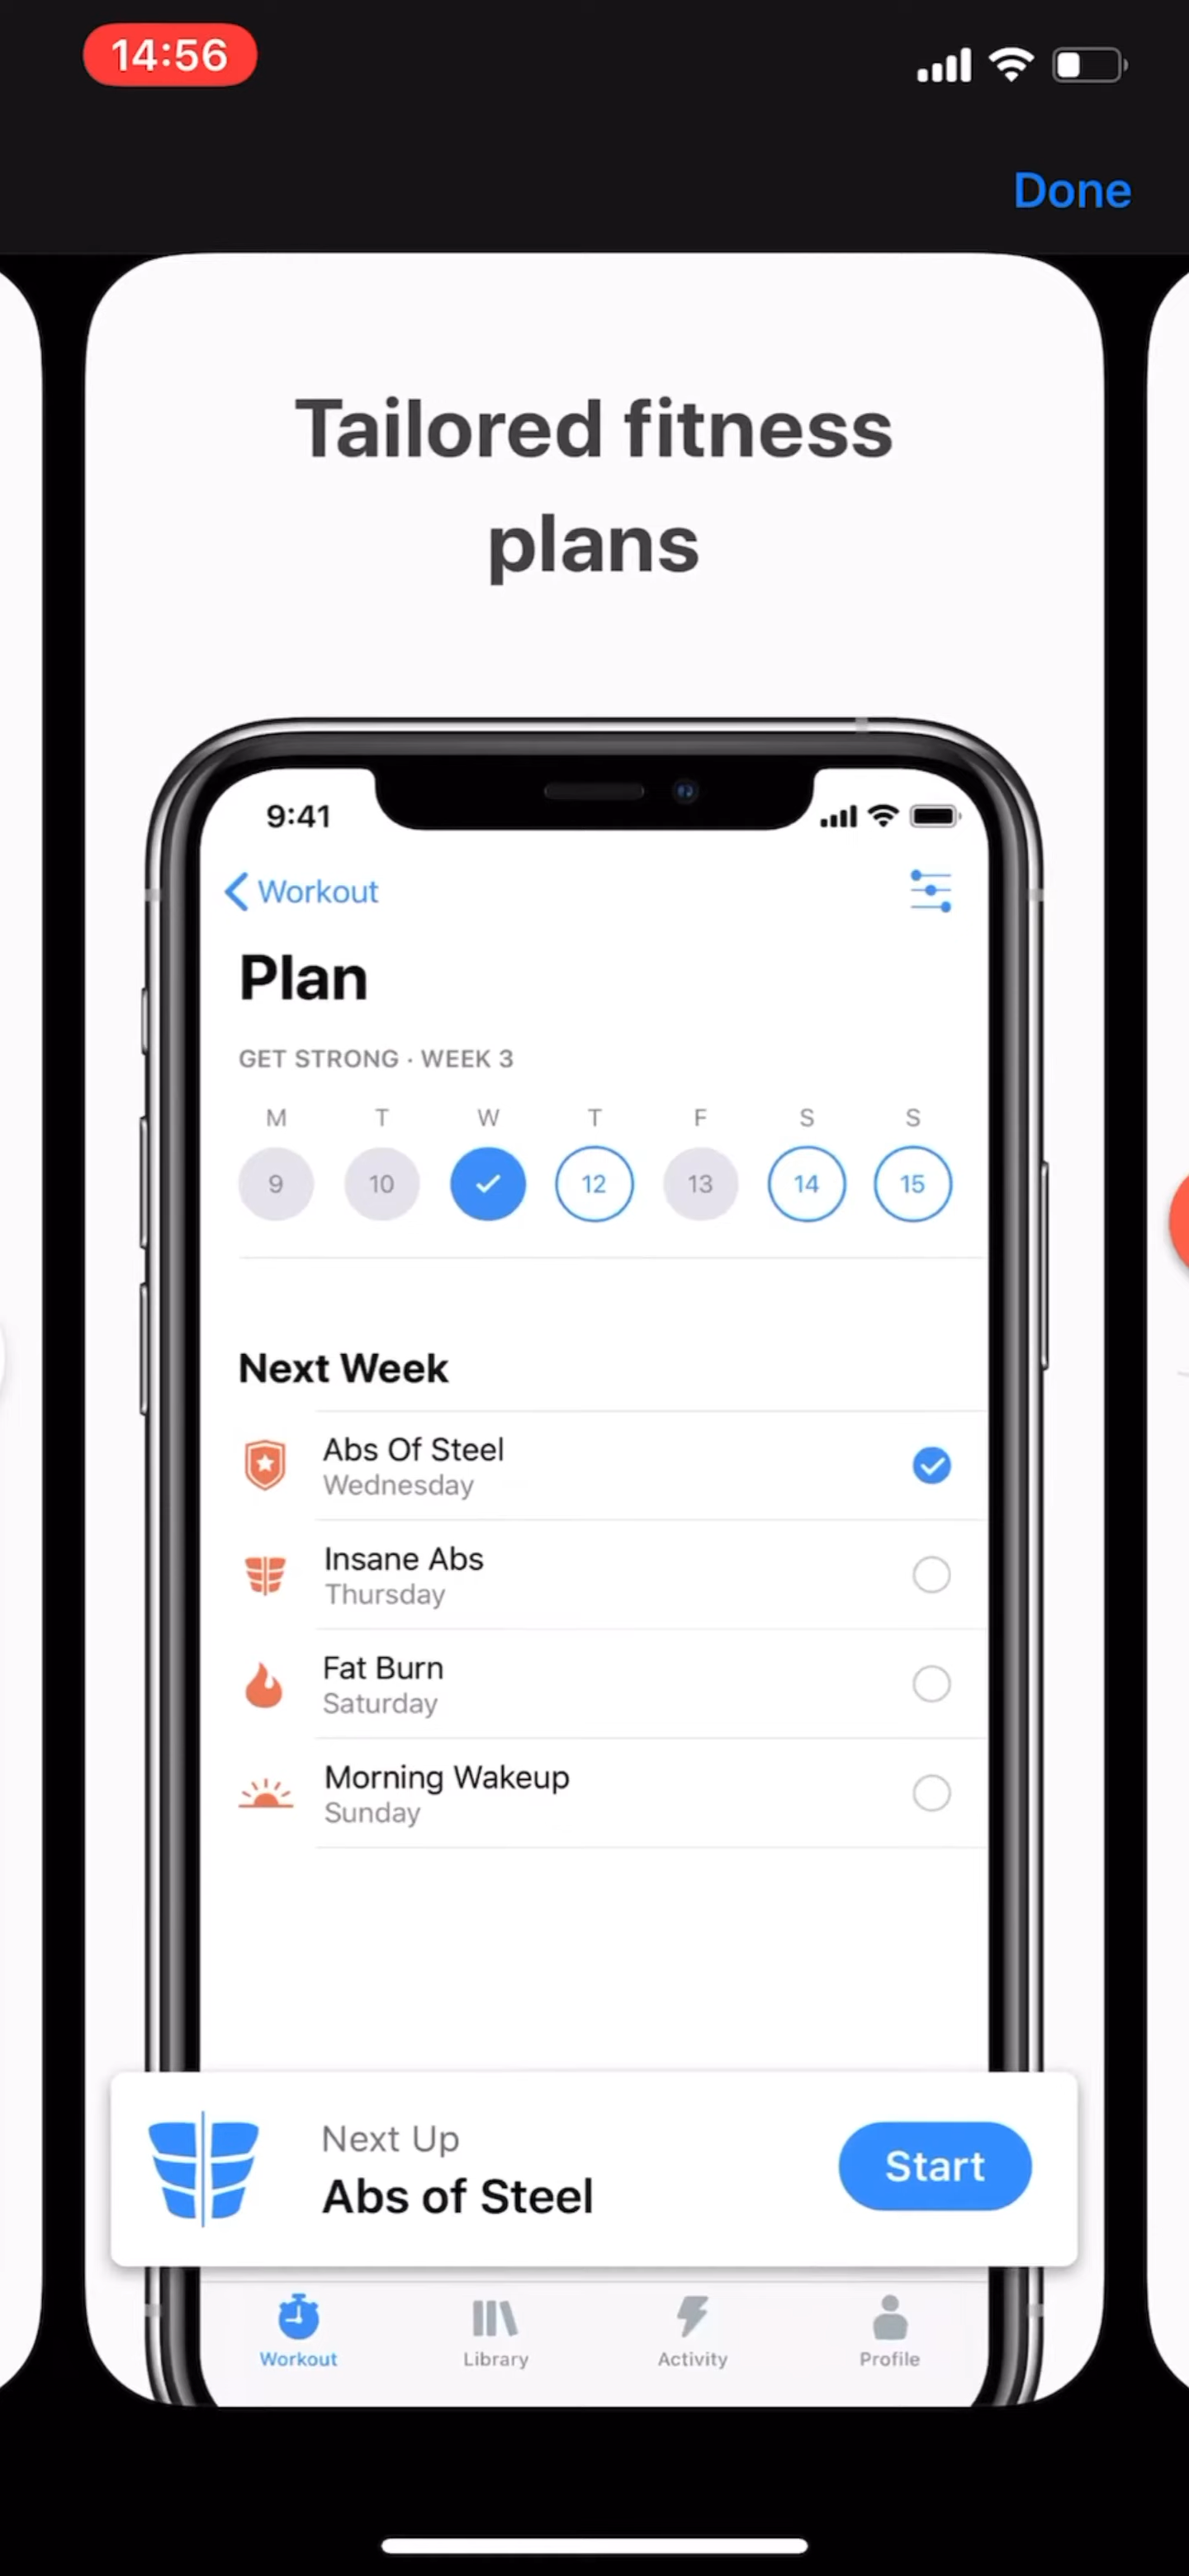 14:56
Done
Tailored fitness
plans
9:41
Workout
Plan
GET STRONG · WEEK 3
M T W T F S S
9 10 12 13 14 15
Next Week
Abs Of Steel
Wednesday
Insane Abs
Thursday
Fat Burn
Saturday
Morning Wakeup
Sunday
Next Up
Abs of Steel
Start
Workout Library Activity Profile